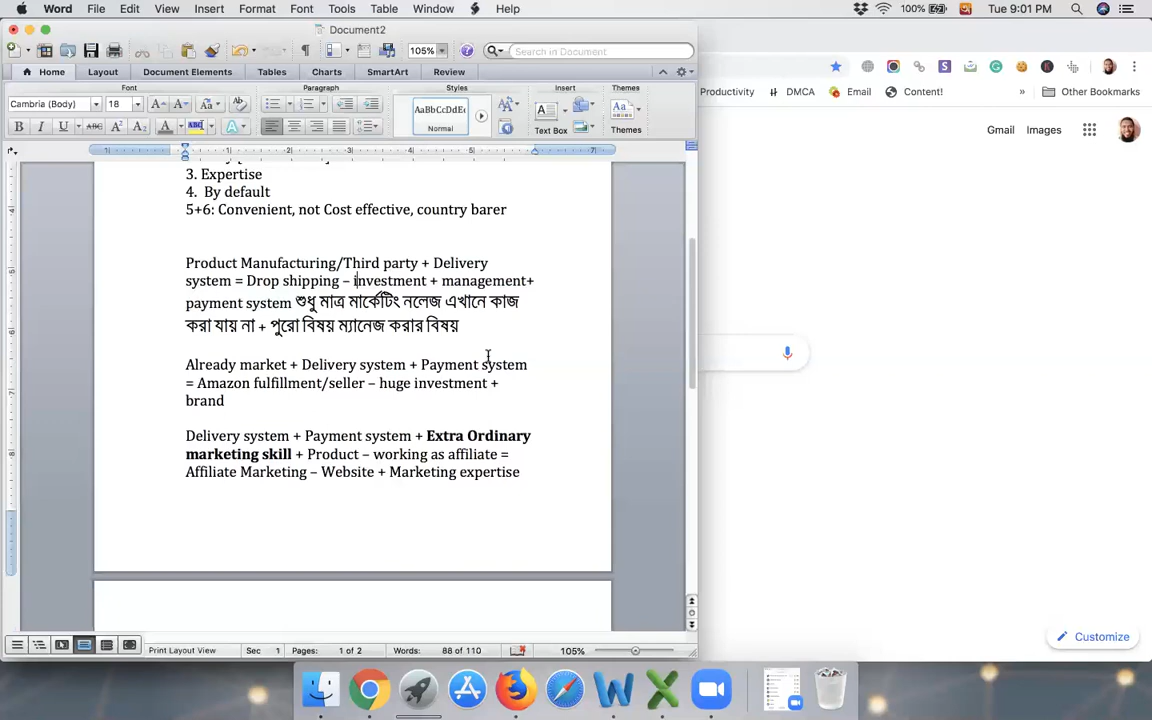 Word File Edit View Insert Format Font Tools Table Window Help 100% Tue 9:01 PM
Document2
105% Search in Document
Home Layout Document Elements Tables Charts SmartArt Review
Font Paragraph Styles Insert Themes
Cambria (Body) 18 Aa AaBbCcDdEe
B I U ABC A² A₂ A ABC A Normal Text Box Themes
Productivity DMCA Email Content! » Other Bookmarks
Gmail Images
3. Expertise
4. By default
5+6: Convenient, not Cost effective, country barer
Product Manufacturing/Third party + Delivery
system = Drop shipping – investment + management+
payment system শুধু মাত্র মার্কেটিং নলেজ এখানে কাজ
করা যায় না + পুরো বিষয় ম্যানেজ করার বিষয়
Already market + Delivery system + Payment system
= Amazon fulfillment/seller – huge investment +
brand
Delivery system + Payment system + Extra Ordinary
marketing skill + Product – working as affiliate =
Affiliate Marketing – Website + Marketing expertise
Customize
Print Layout View Sec 1 Pages: 1 of 2 Words: 88 of 110 105%